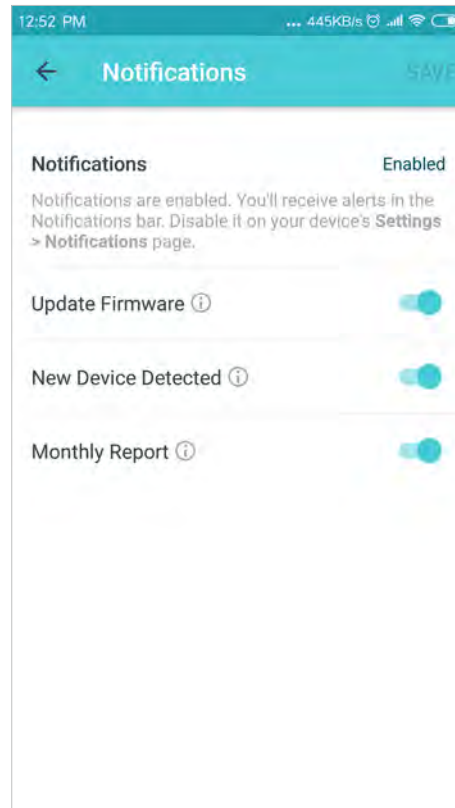 12:52 PM ... 445KB/s
Notifications SAVE
Notifications Enabled
Notifications are enabled. You'll receive alerts in the
Notifications bar. Disable it on your device's Settings
> Notifications page.
Update Firmware
New Device Detected
Monthly Report